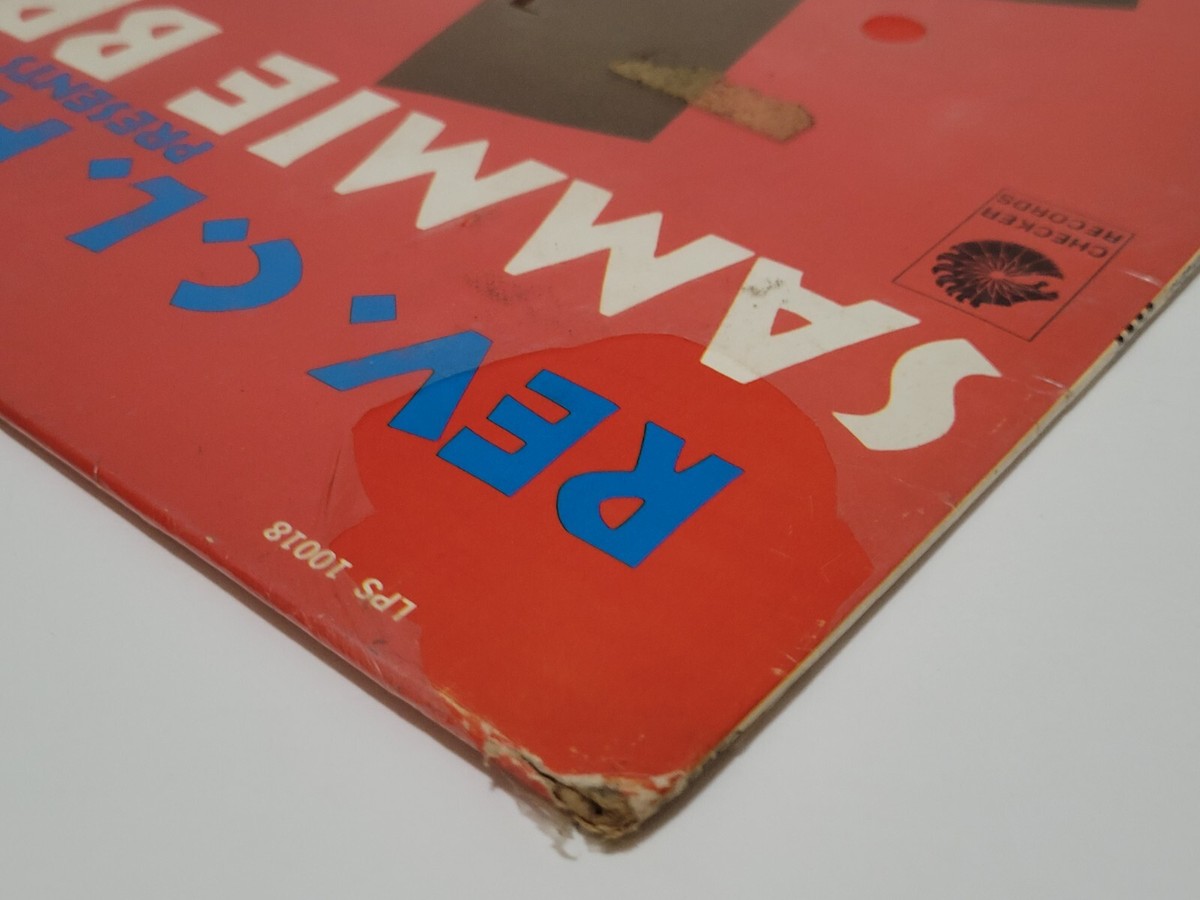 REV. C. L. F
PRESENTS
SAMMIE BR
LPS 10018
CHECKER
RECORDS